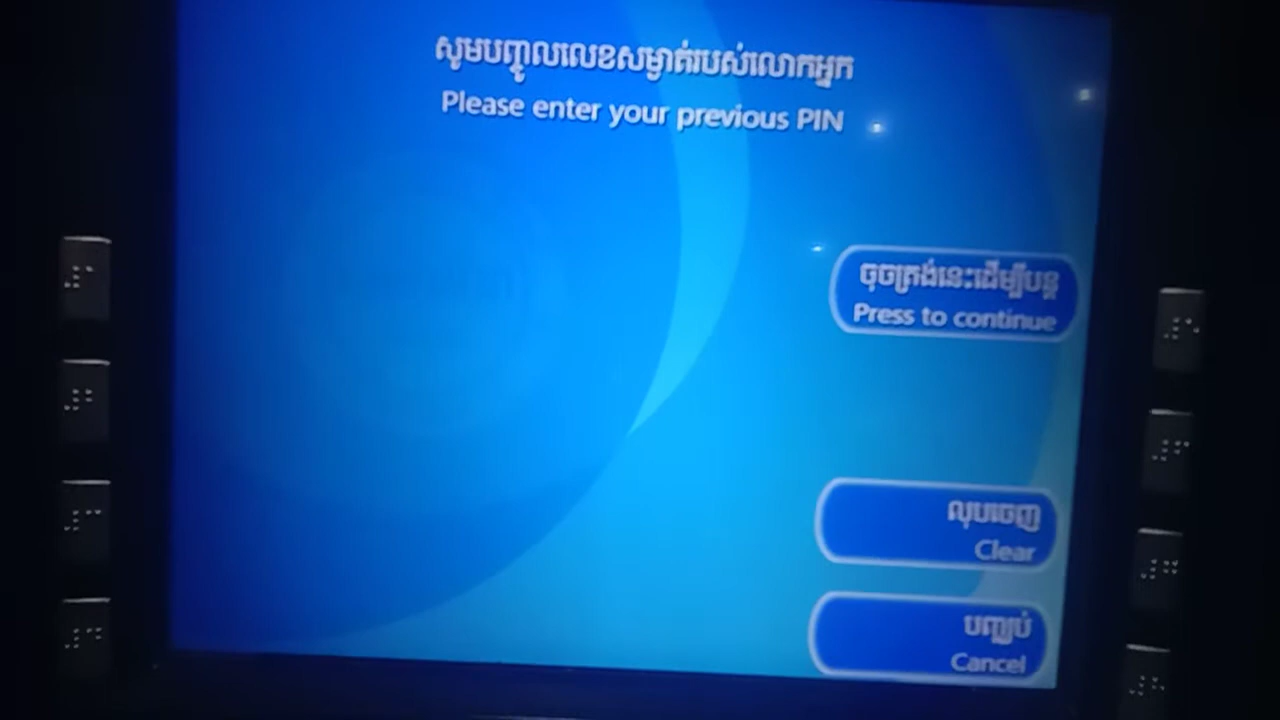 សូមបញ្ចូលលេខសម្ងាត់របស់លោកអ្នក
Please enter your previous PIN
ចុចត្រង់នេះដើម្បីបន្ត
Press to continue
លុបចេញ
Clear
បញ្ឈប់
Cancel